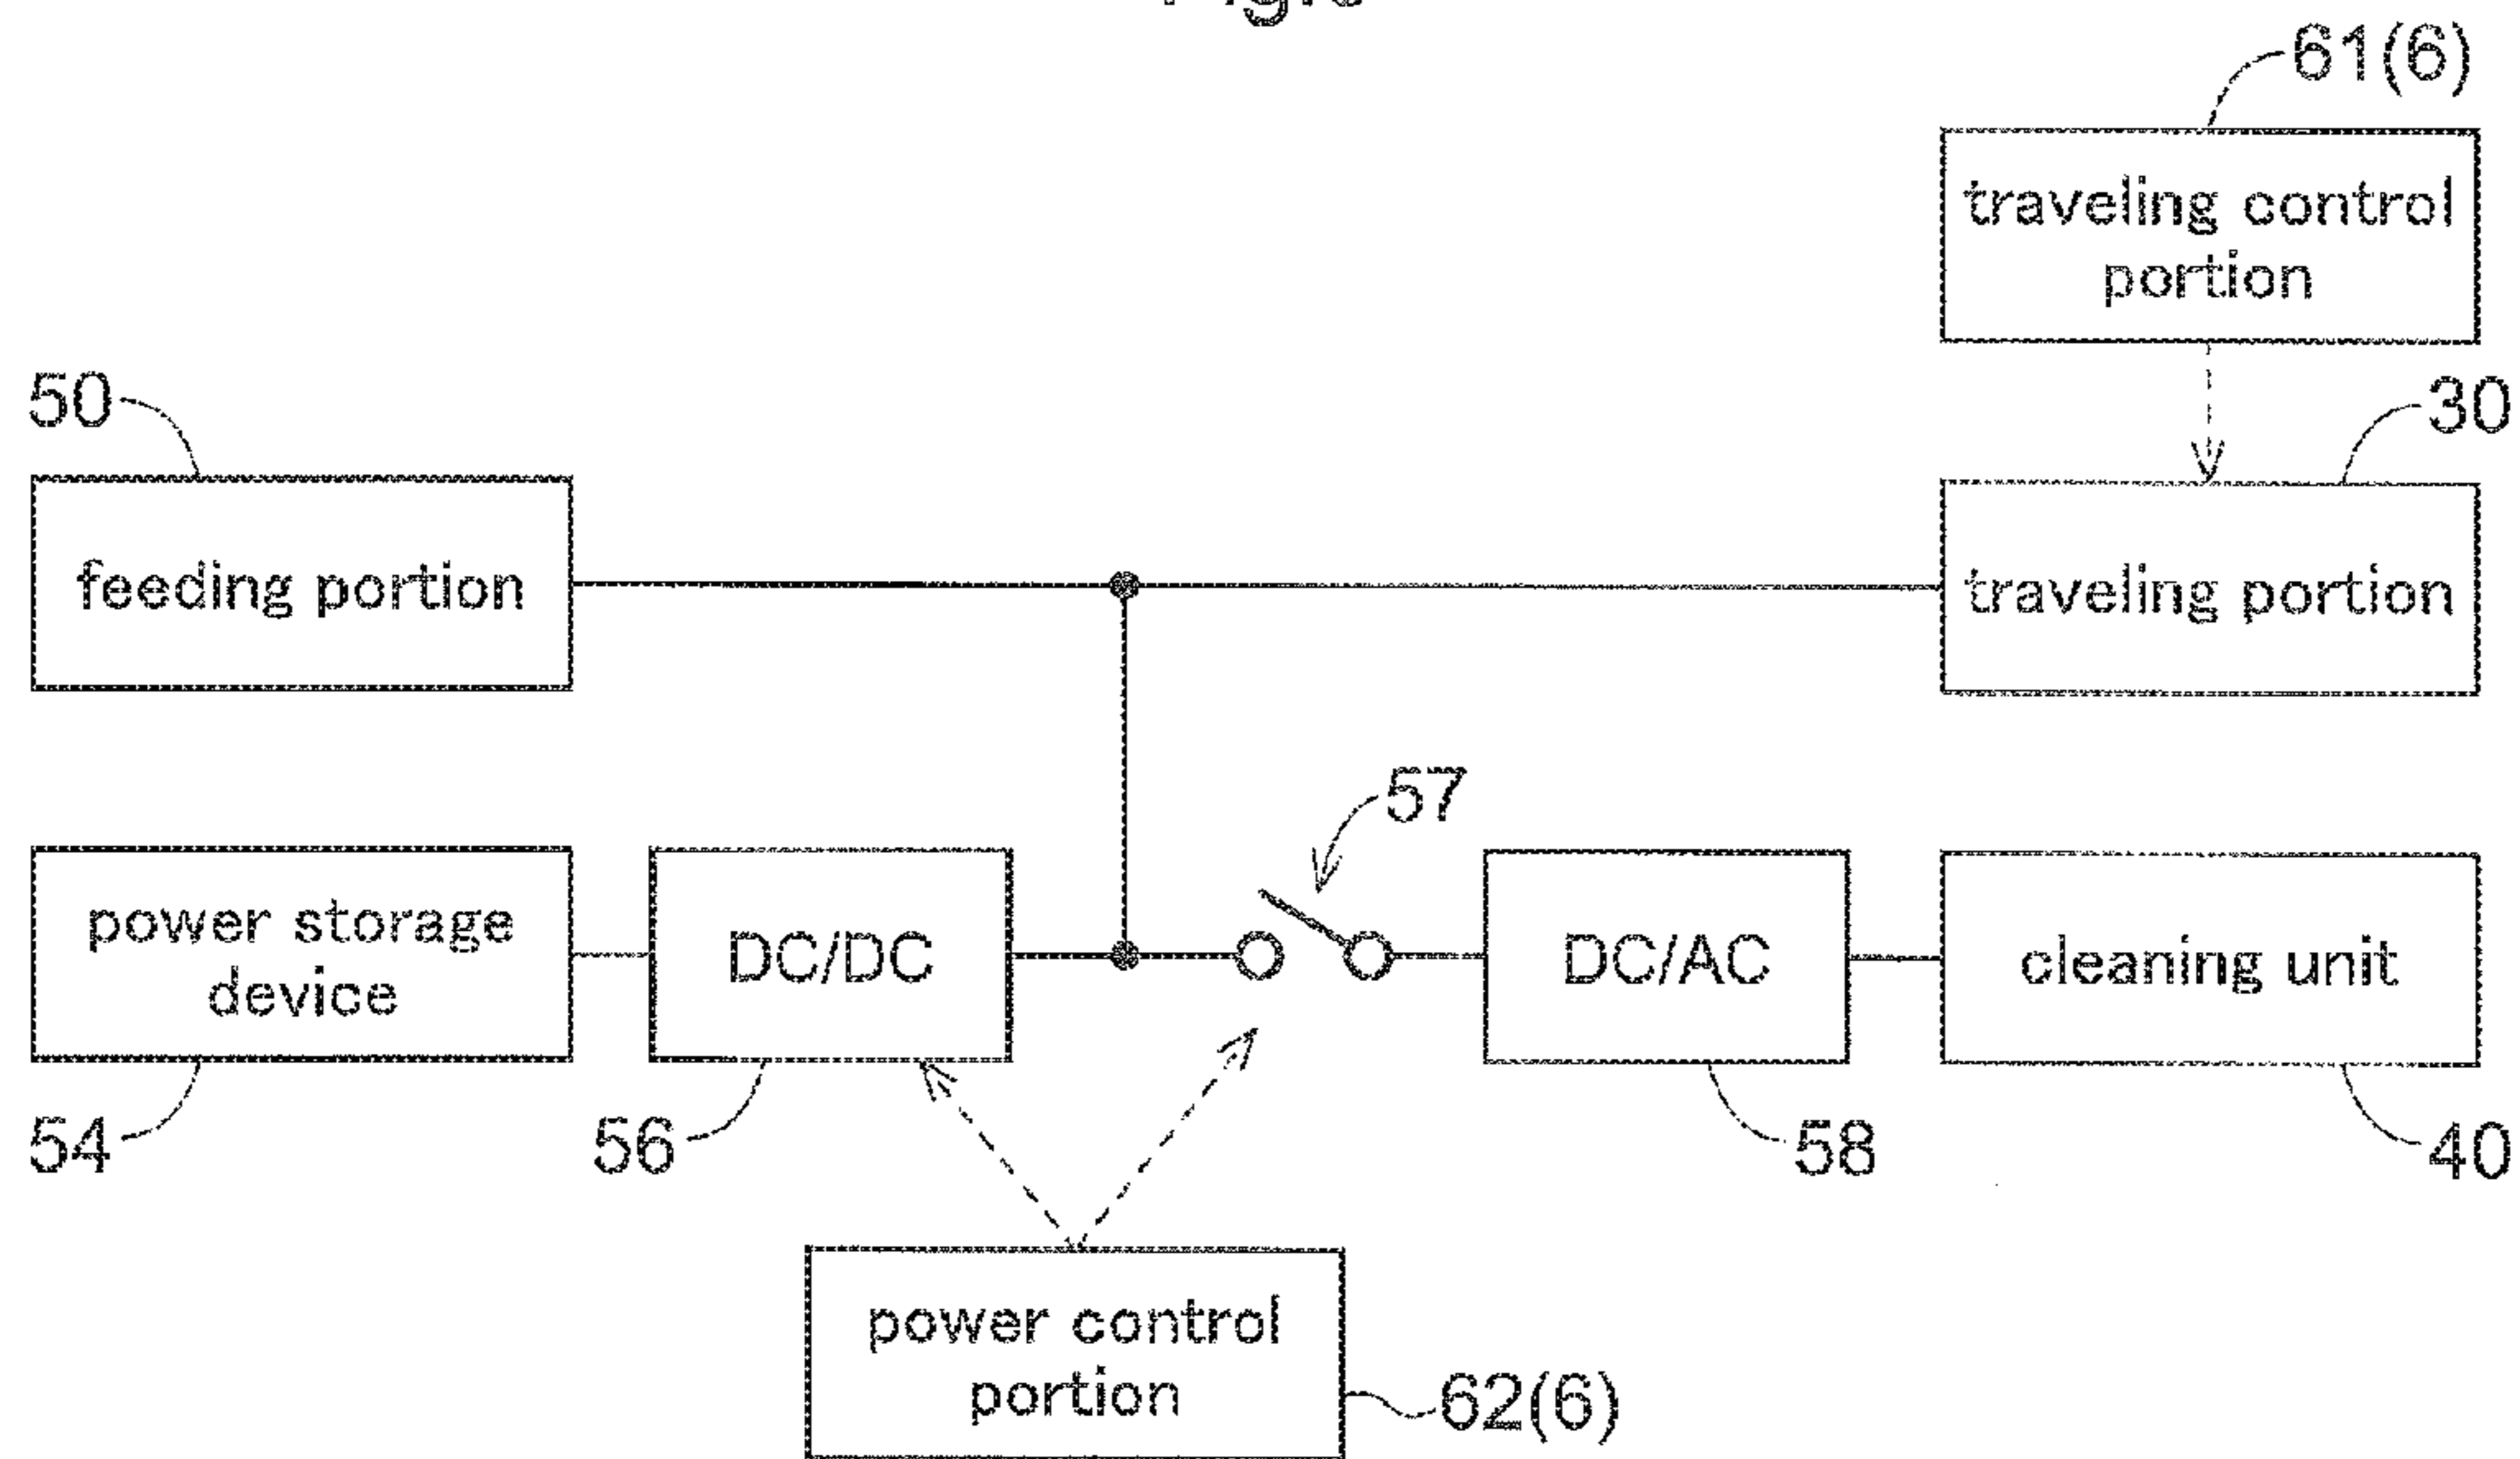 61(6)
traveling control
portion
50
30
feeding portion
traveling portion
57
power storage
device
DC/DC
DC/AC
cleaning unit
54
56
58
40
power control
portion
62(6)